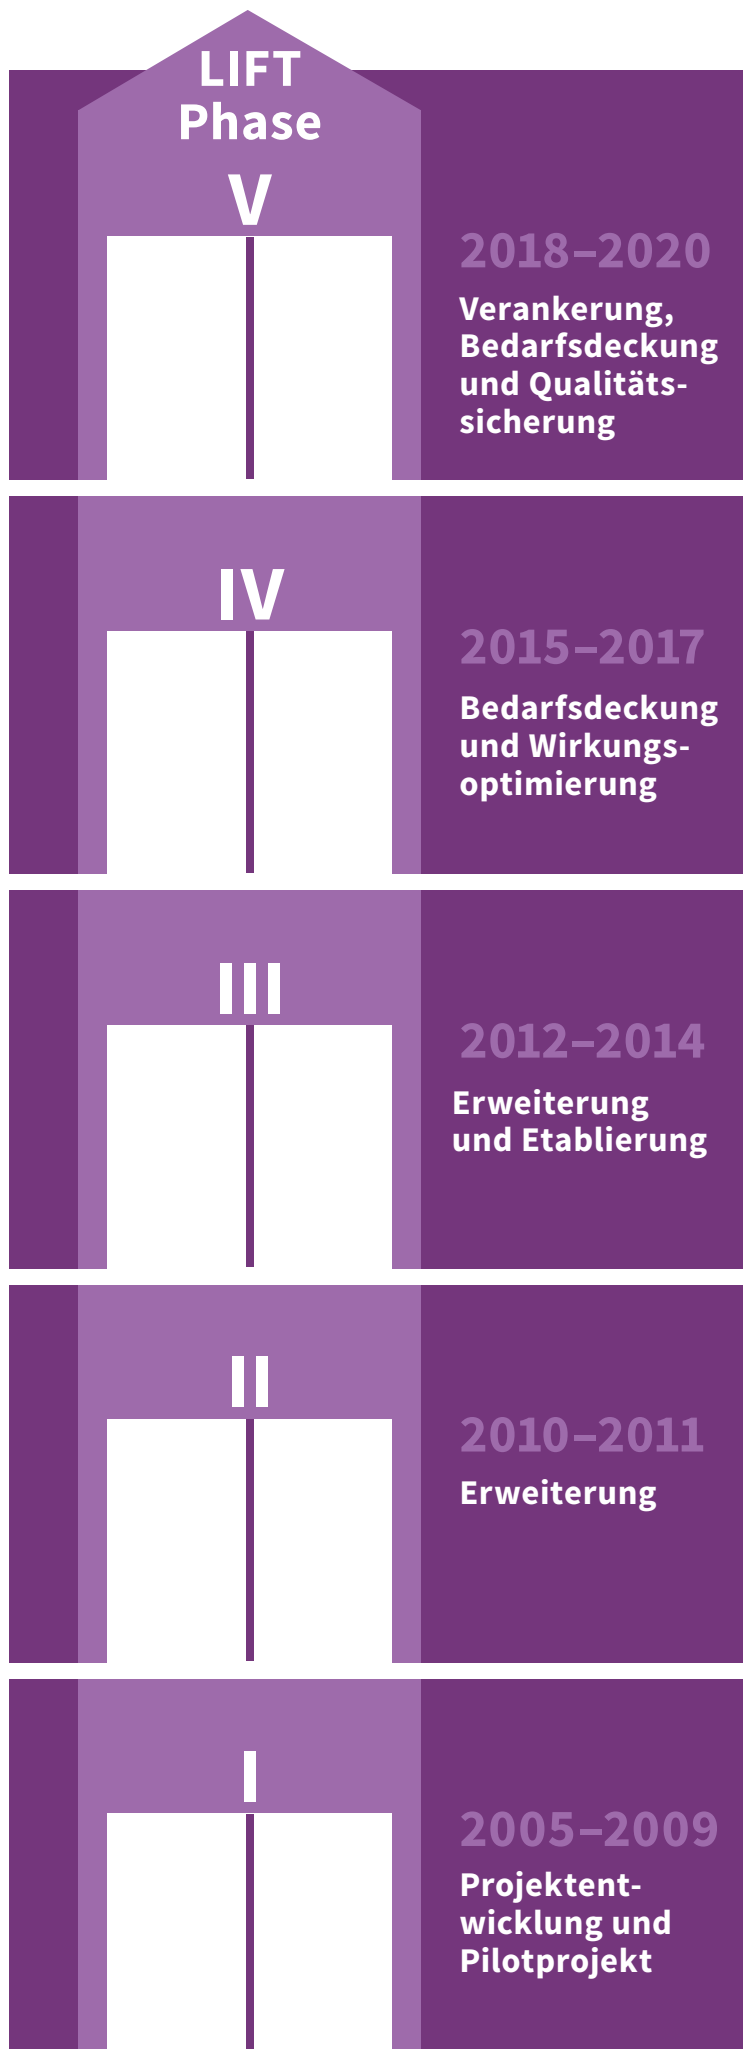 LIFT
Phase
V
2018–2020
Verankerung,
Bedarfsdeckung
und Qualitäts-
sicherung
IV
2015–2017
Bedarfsdeckung
und Wirkungs-
optimierung
III
2012–2014
Erweiterung
und Etablierung
II
2010–2011
Erweiterung
I
2005–2009
Projektent-
wicklung und
Pilotprojekt